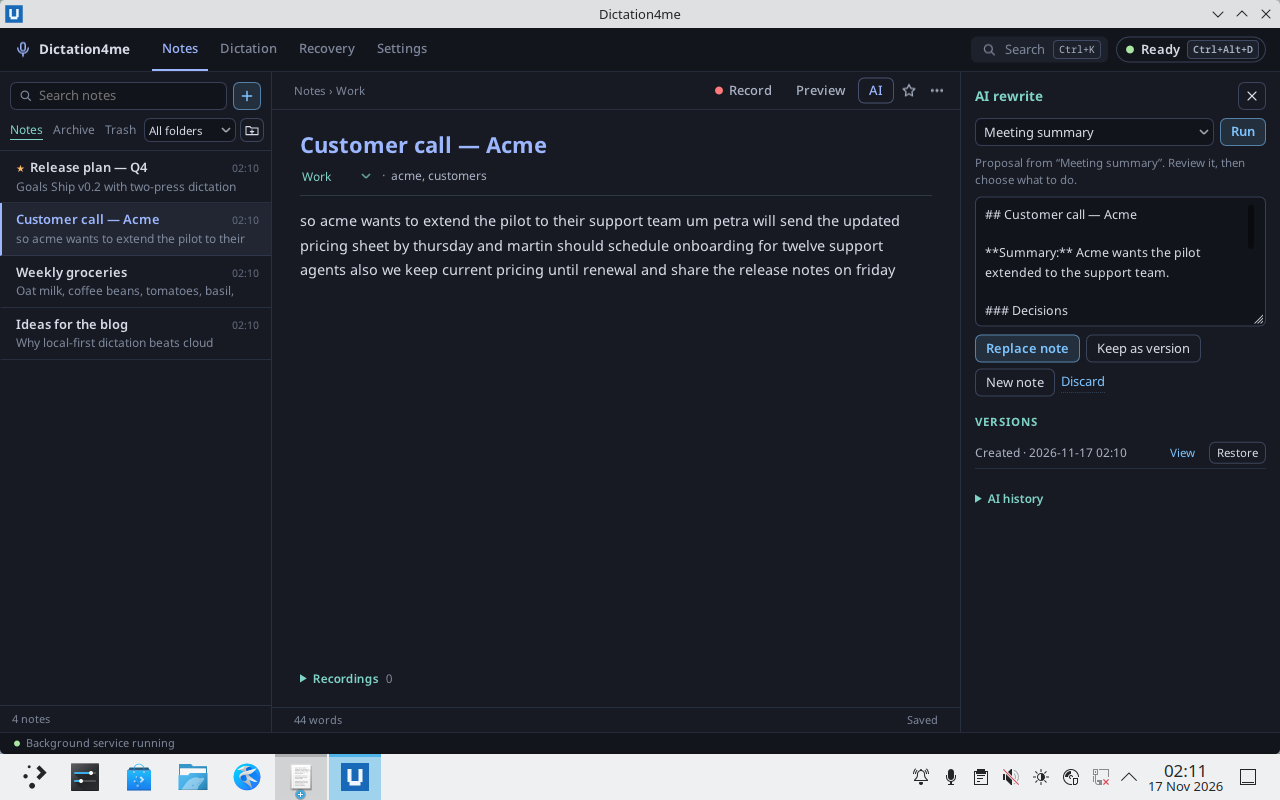 Dictation4me
Dictation4me
Notes
Dictation
Recovery
Settings
Search Ctrl+K
Ready Ctrl+Alt+D
Search notes
+
Notes Archive Trash All folders
★ Release plan — Q4 02:10
Goals Ship v0.2 with two-press dictation
Customer call — Acme 02:10
so acme wants to extend the pilot to their
Weekly groceries 02:10
Oat milk, coffee beans, tomatoes, basil,
Ideas for the blog 02:10
Why local-first dictation beats cloud
4 notes
Notes › Work
Record Preview AI
Customer call — Acme
Work · acme, customers
so acme wants to extend the pilot to their support team um petra will send the updated
pricing sheet by thursday and martin should schedule onboarding for twelve support
agents also we keep current pricing until renewal and share the release notes on friday
Recordings 0
44 words Saved
AI rewrite
Meeting summary Run
Proposal from “Meeting summary”. Review it, then
choose what to do.
## Customer call — Acme
**Summary:** Acme wants the pilot
extended to the support team.
### Decisions
Replace note Keep as version
New note Discard
VERSIONS
Created · 2026-11-17 02:10 View Restore
AI history
Background service running
02:11
17 Nov 2026